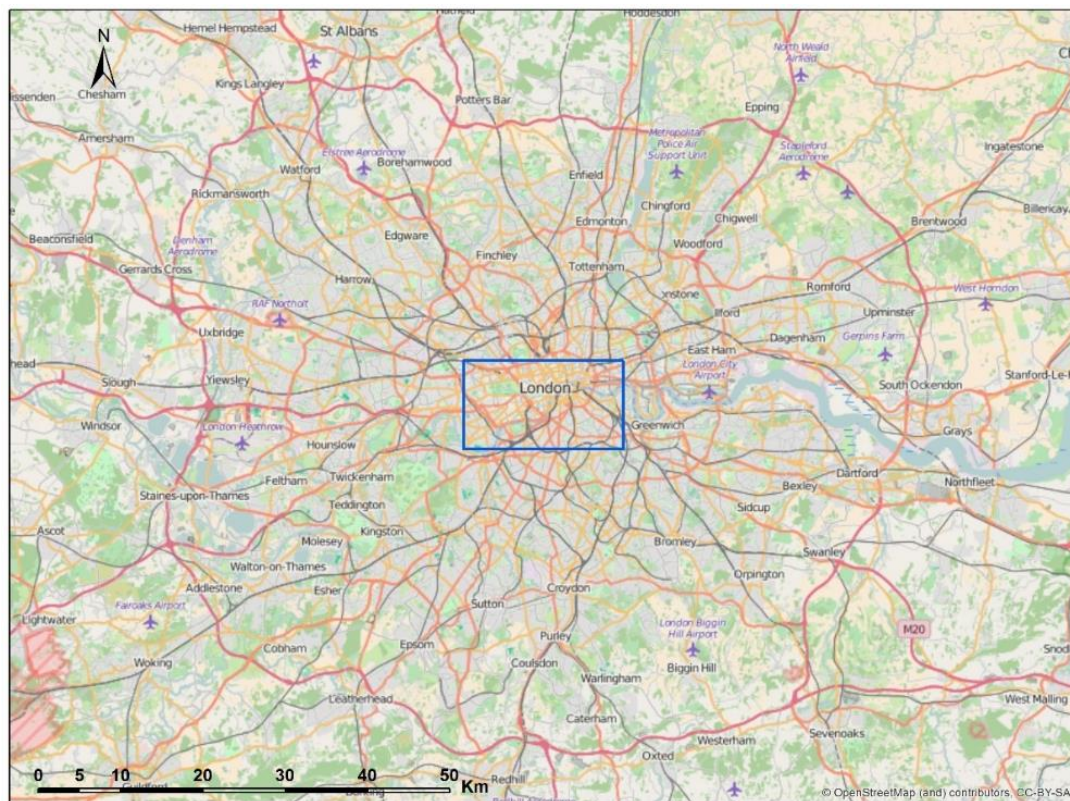 Hemel Hempstead
St Albans
Hoddesdon
N
North Weald
Airfield
Kings Langley
Chesham
Potters Bar
Epping
Amersham
Metropolitan
Police Air
Support Unit
Stapleford
Aerodrome
Ingatestone
Elstree Aerodrome
Borehamwood
Watford
Enfield
Rickmansworth
Chingford
Chigwell
Edmonton
Brentwood
Billericay
Beaconsfield
Denham
Aerodrome
Edgware
Woodford
Finchley
Gerrards Cross
Tottenham
Harrow
Romford
West Horndon
RAF Northolt
Ilford
Upminster
Uxbridge
Dagenham
Gerpins Farm
East Ham
London City
Airport
Slough
Yiewsley
London
South Ockendon
Stanford-Le-
Windsor
London Heathrow
Greenwich
Grays
Hounslow
Twickenham
Dartford
Feltham
Bexley
Northfleet
Staines-upon-Thames
Teddington
Sidcup
Ascot
Kingston
Molesey
Bromley
Swanley
Walton-on-Thames
Orpington
Addlestone
Esher
Croydon
Sutton
Fairoaks Airport
Lightwater
London Biggin
Hill Airport
M20
Purley
Epsom
Cobham
Woking
Coulsdon
Biggin Hill
Warlingham
Leatherhead
West Malling
Caterham
Sevenoaks
Westerham
Oxted
Redhill
0 5 10 20 30 40 50 Km
© OpenStreetMap (and) contributors, CC-BY-SA